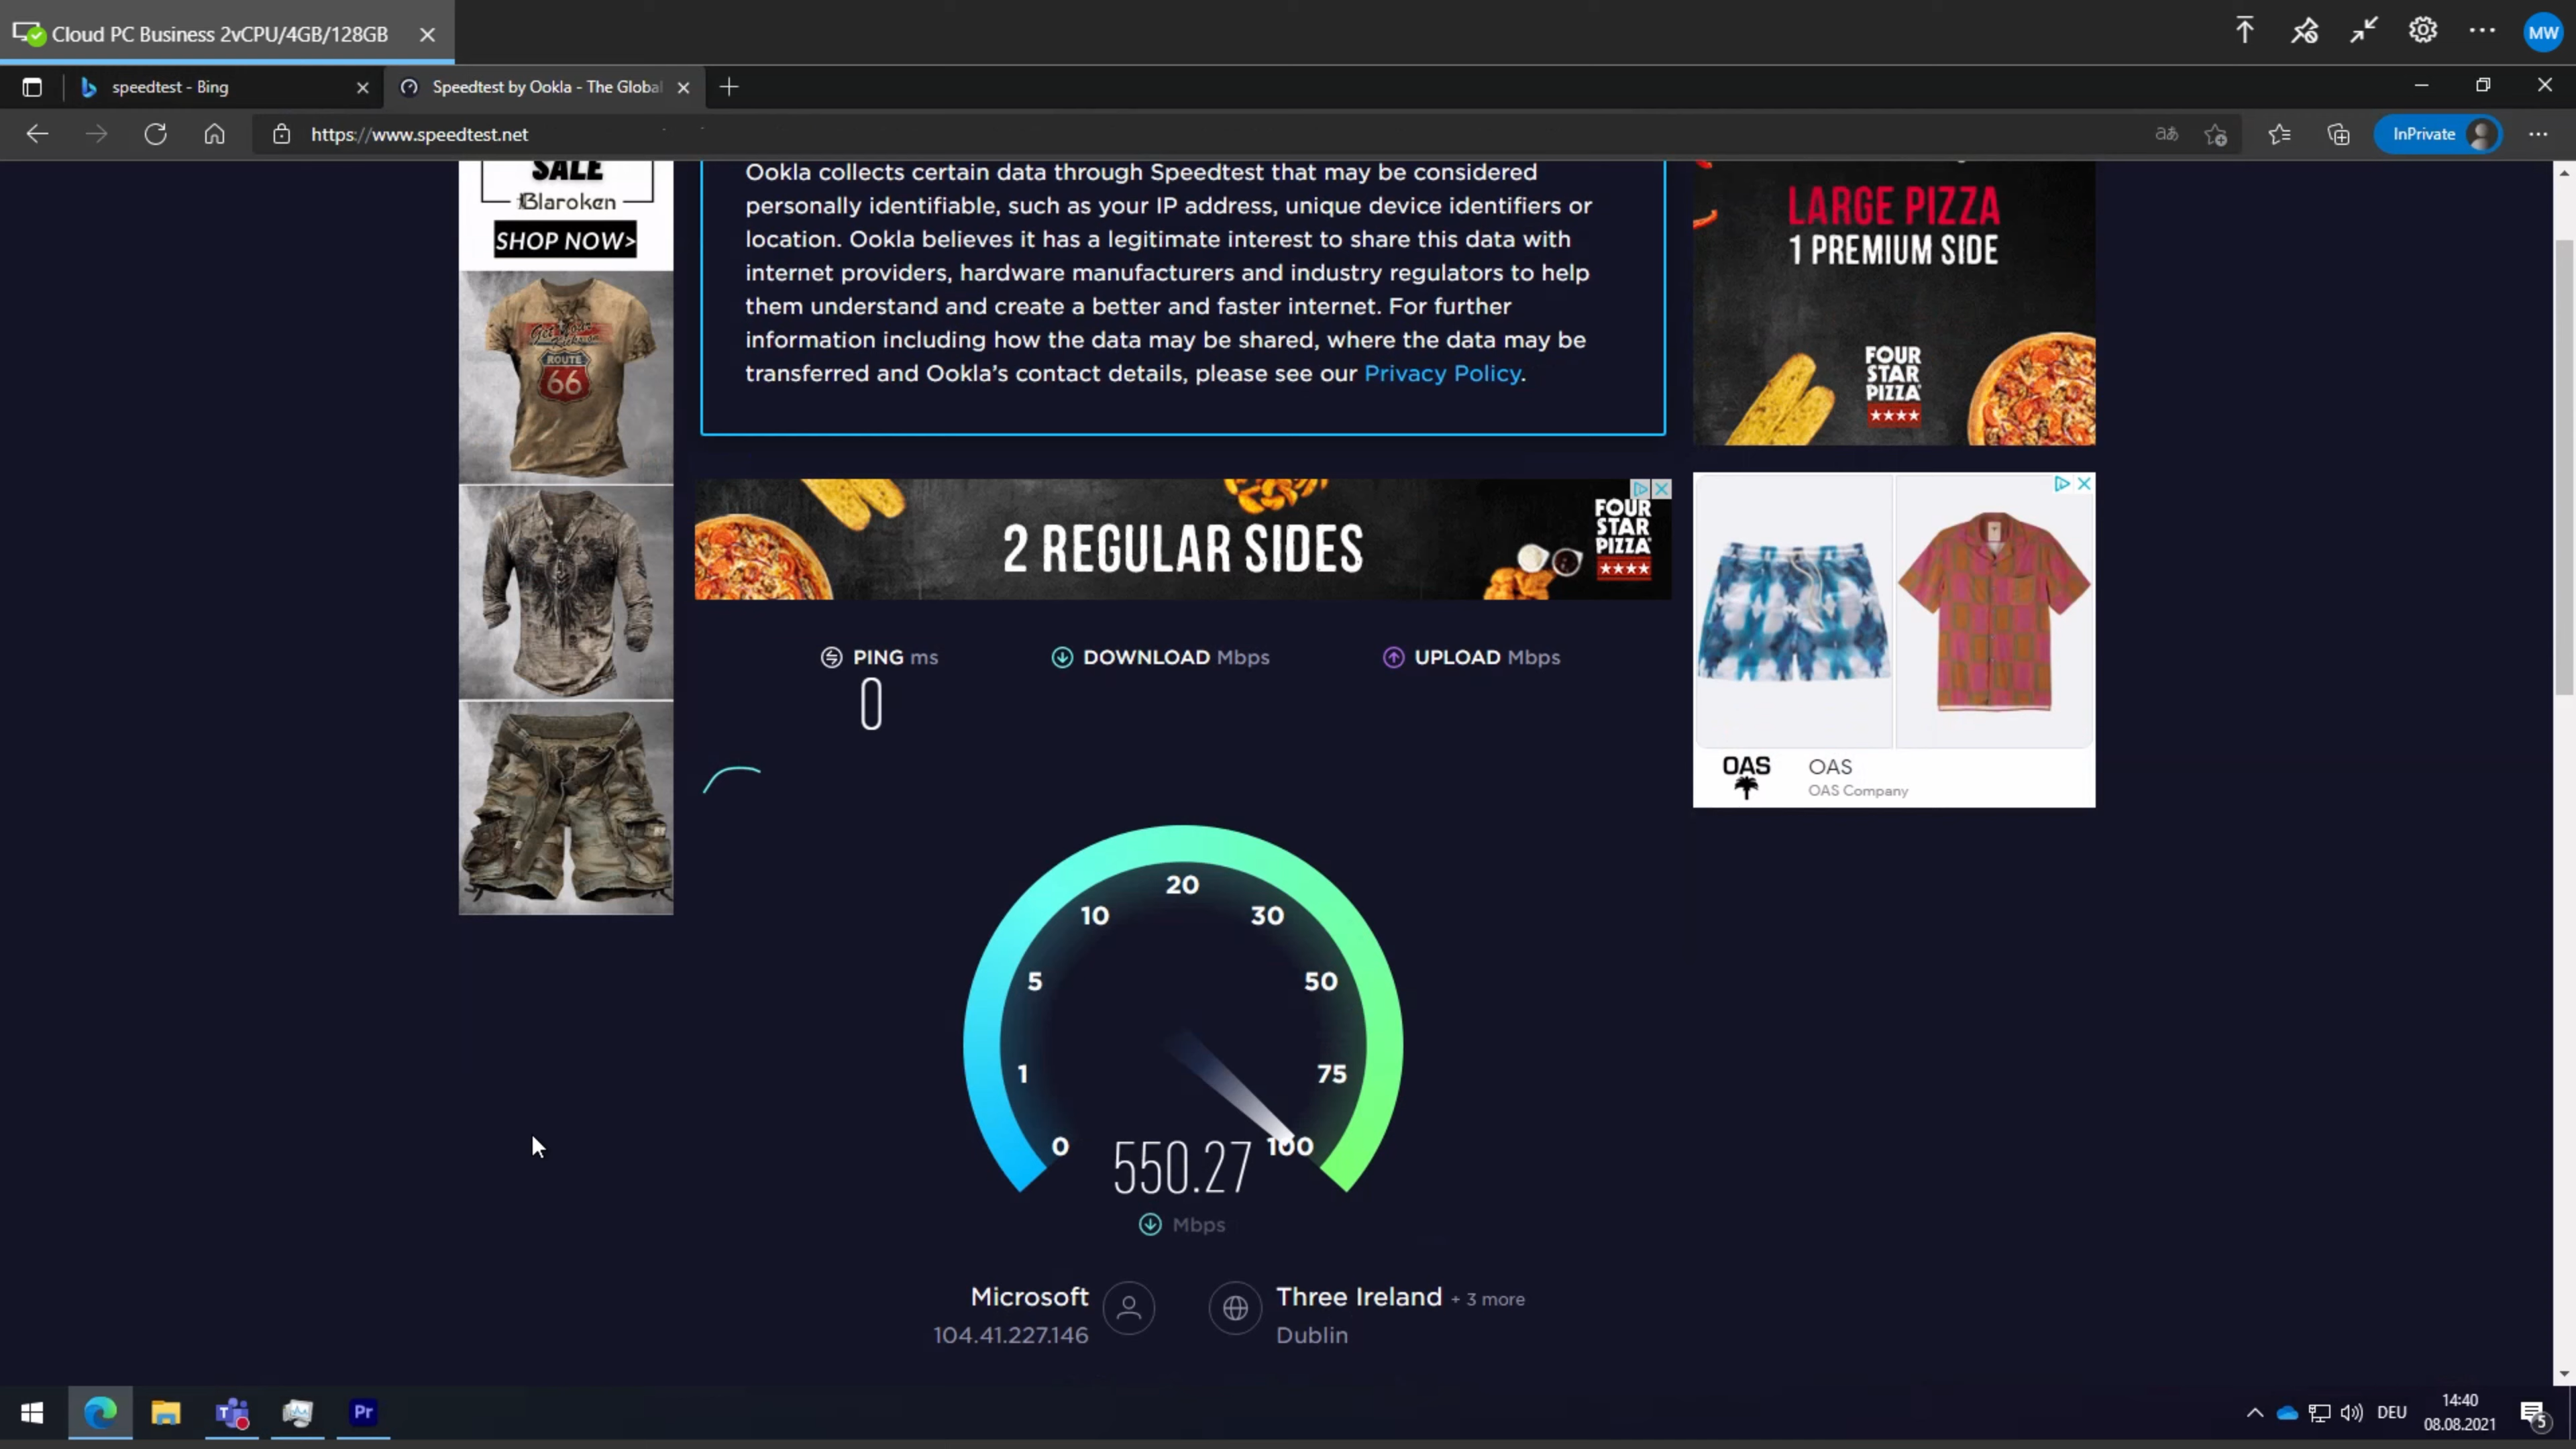 Cloud PC Business 2vCPU/4GB/128GB
MW
speedtest - Bing
Speedtest by Ookla - The Global
https://www.speedtest.net
InPrivate
SALE
Blaroken
SHOP NOW>
ROUTE
66
Ookla collects certain data through Speedtest that may be considered
personally identifiable, such as your IP address, unique device identifiers or
location. Ookla believes it has a legitimate interest to share this data with
internet providers, hardware manufacturers and industry regulators to help
them understand and create a better and faster internet. For further
information including how the data may be shared, where the data may be
transferred and Ookla's contact details, please see our Privacy Policy.
LARGE PIZZA
1 PREMIUM SIDE
FOUR
STAR
PIZZA
2 REGULAR SIDES
FOUR
STAR
PIZZA
OAS
OAS
OAS Company
PING ms
DOWNLOAD Mbps
UPLOAD Mbps
0
20
10
30
5
50
1
75
0
100
550.27
Mbps
Microsoft
104.41.227.146
Three Ireland + 3 more
Dublin
Pr
DEU
14:40
08.08.2021
5